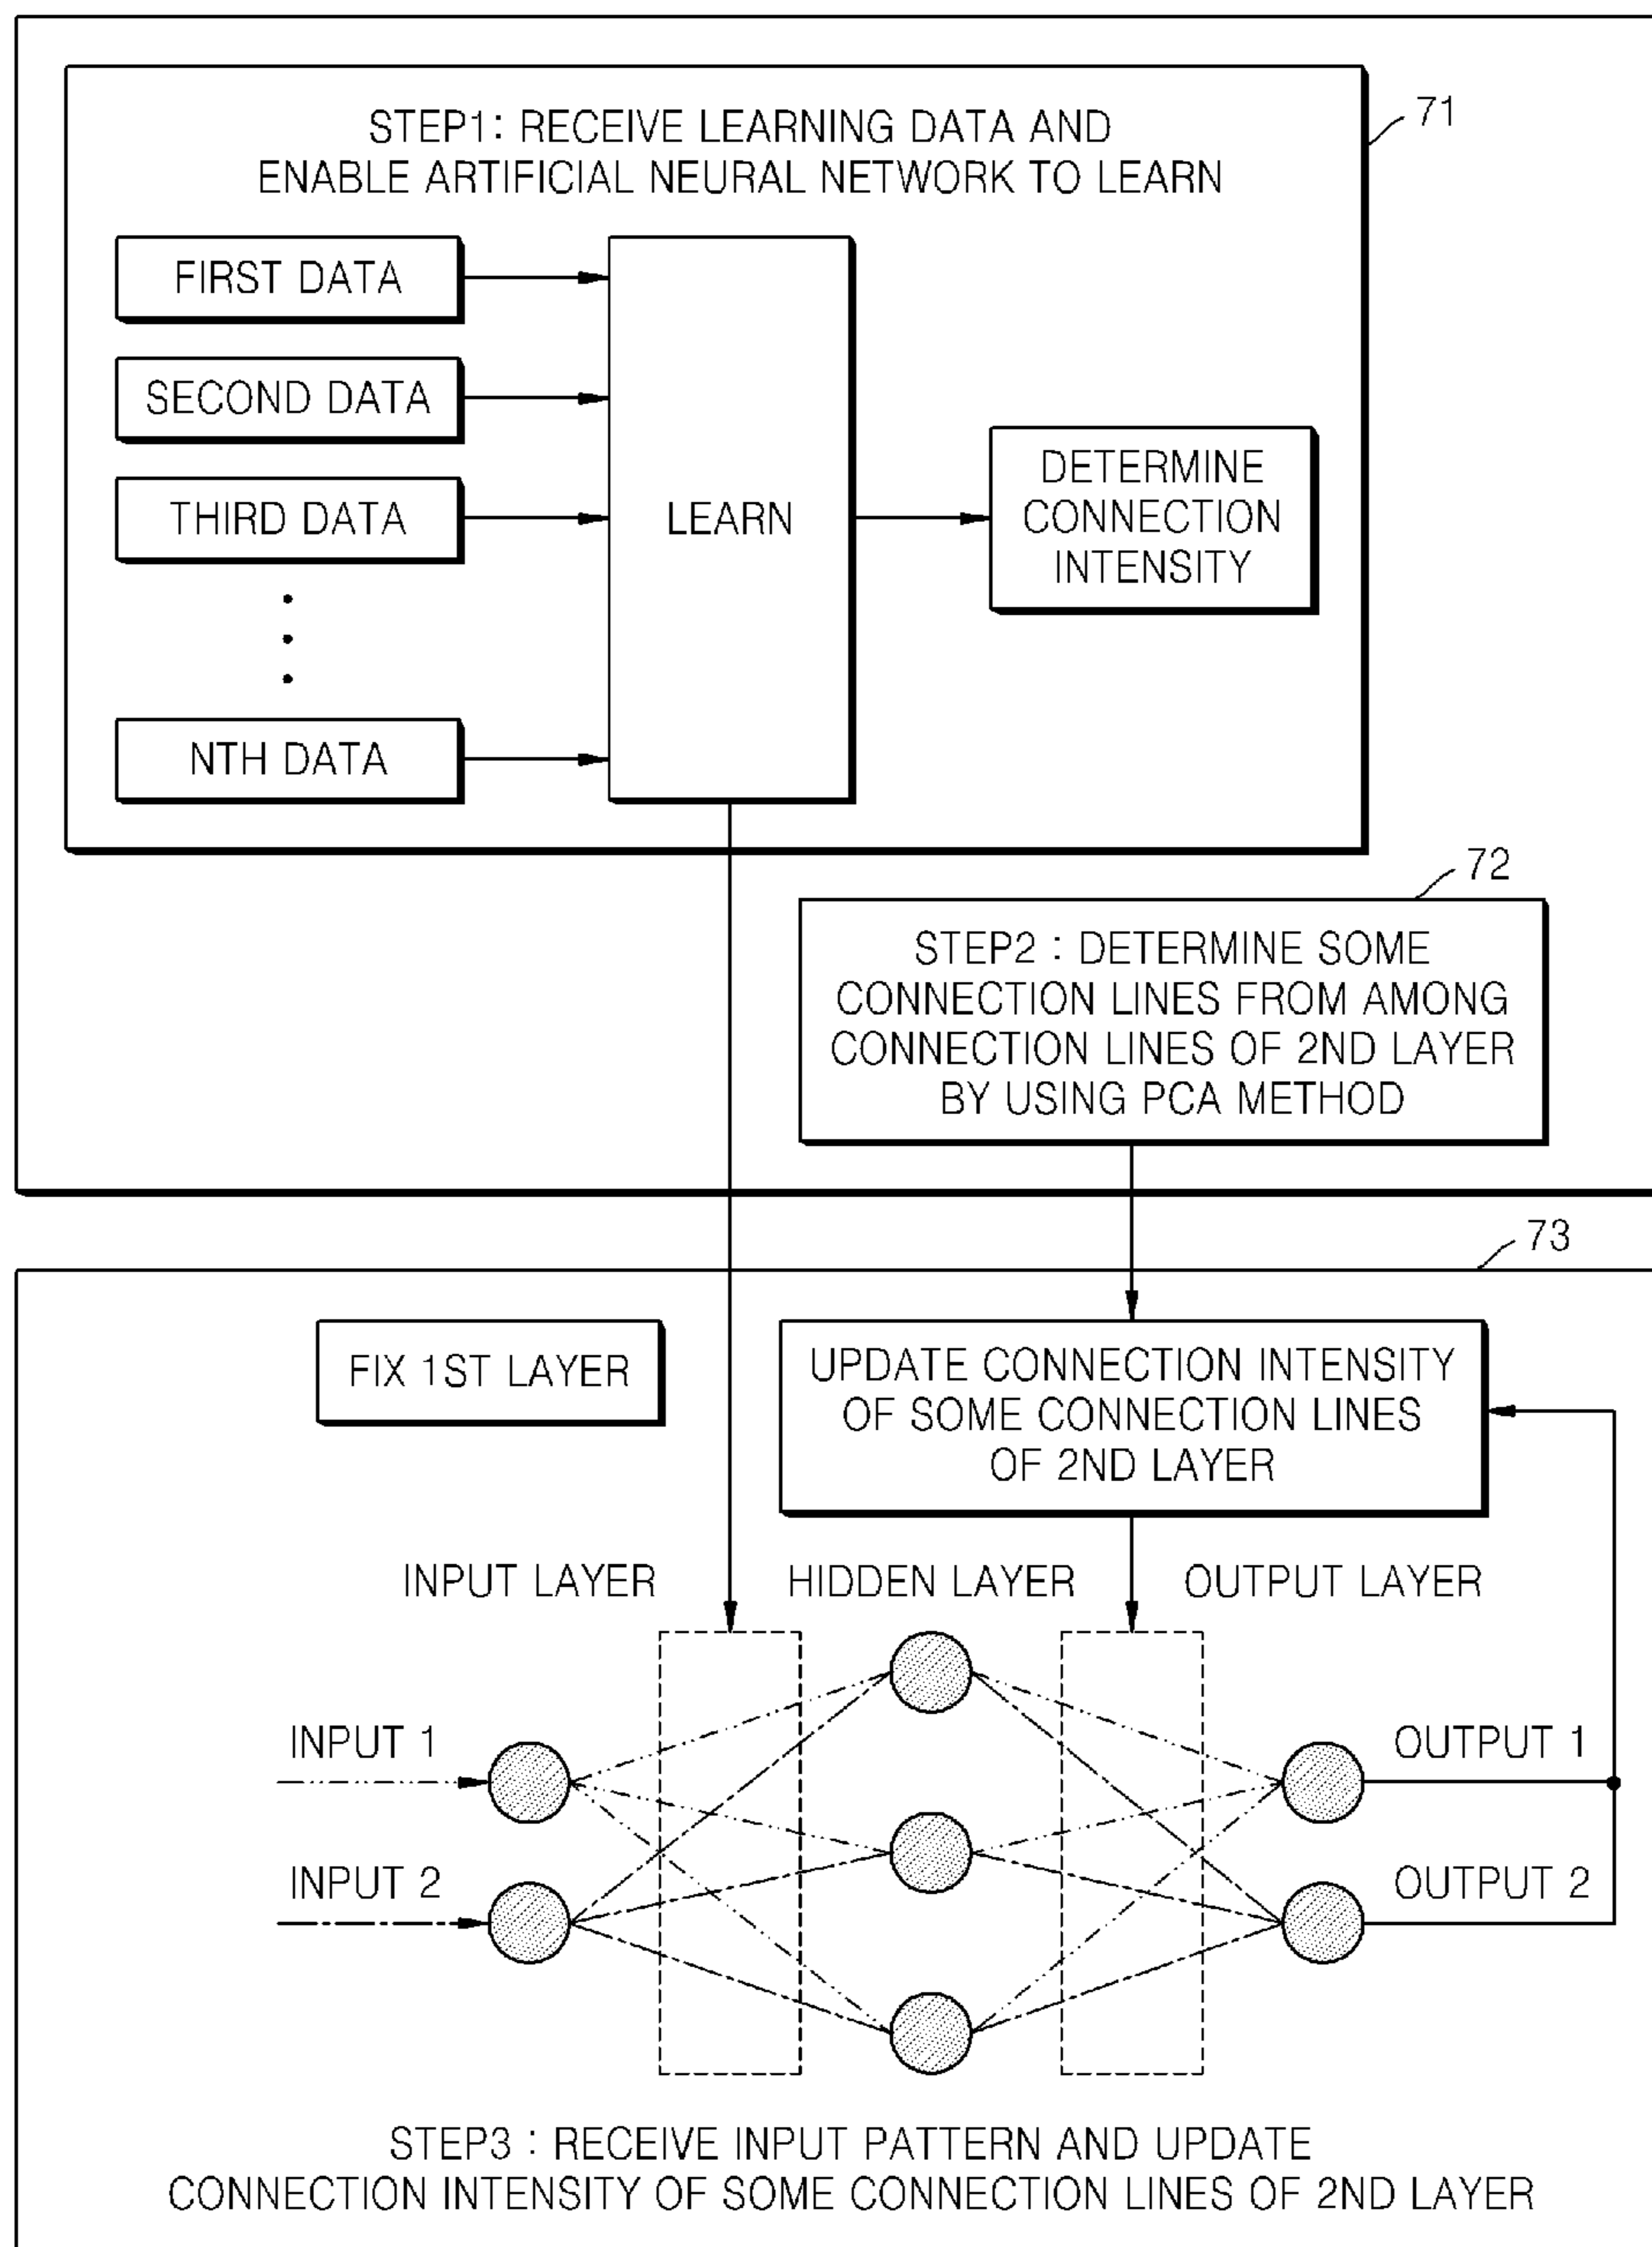 71
STEP1: RECEIVE LEARNING DATA AND
ENABLE ARTIFICIAL NEURAL NETWORK TO LEARN
FIRST DATA
SECOND DATA
THIRD DATA
NTH DATA
LEARN
DETERMINE
CONNECTION
INTENSITY
72
STEP2 : DETERMINE SOME
CONNECTION LINES FROM AMONG
CONNECTION LINES OF 2ND LAYER
BY USING PCA METHOD
73
FIX 1ST LAYER
UPDATE CONNECTION INTENSITY
OF SOME CONNECTION LINES
OF 2ND LAYER
INPUT LAYER
HIDDEN LAYER
OUTPUT LAYER
INPUT 1
INPUT 2
OUTPUT 1
OUTPUT 2
STEP3 : RECEIVE INPUT PATTERN AND UPDATE
CONNECTION INTENSITY OF SOME CONNECTION LINES OF 2ND LAYER